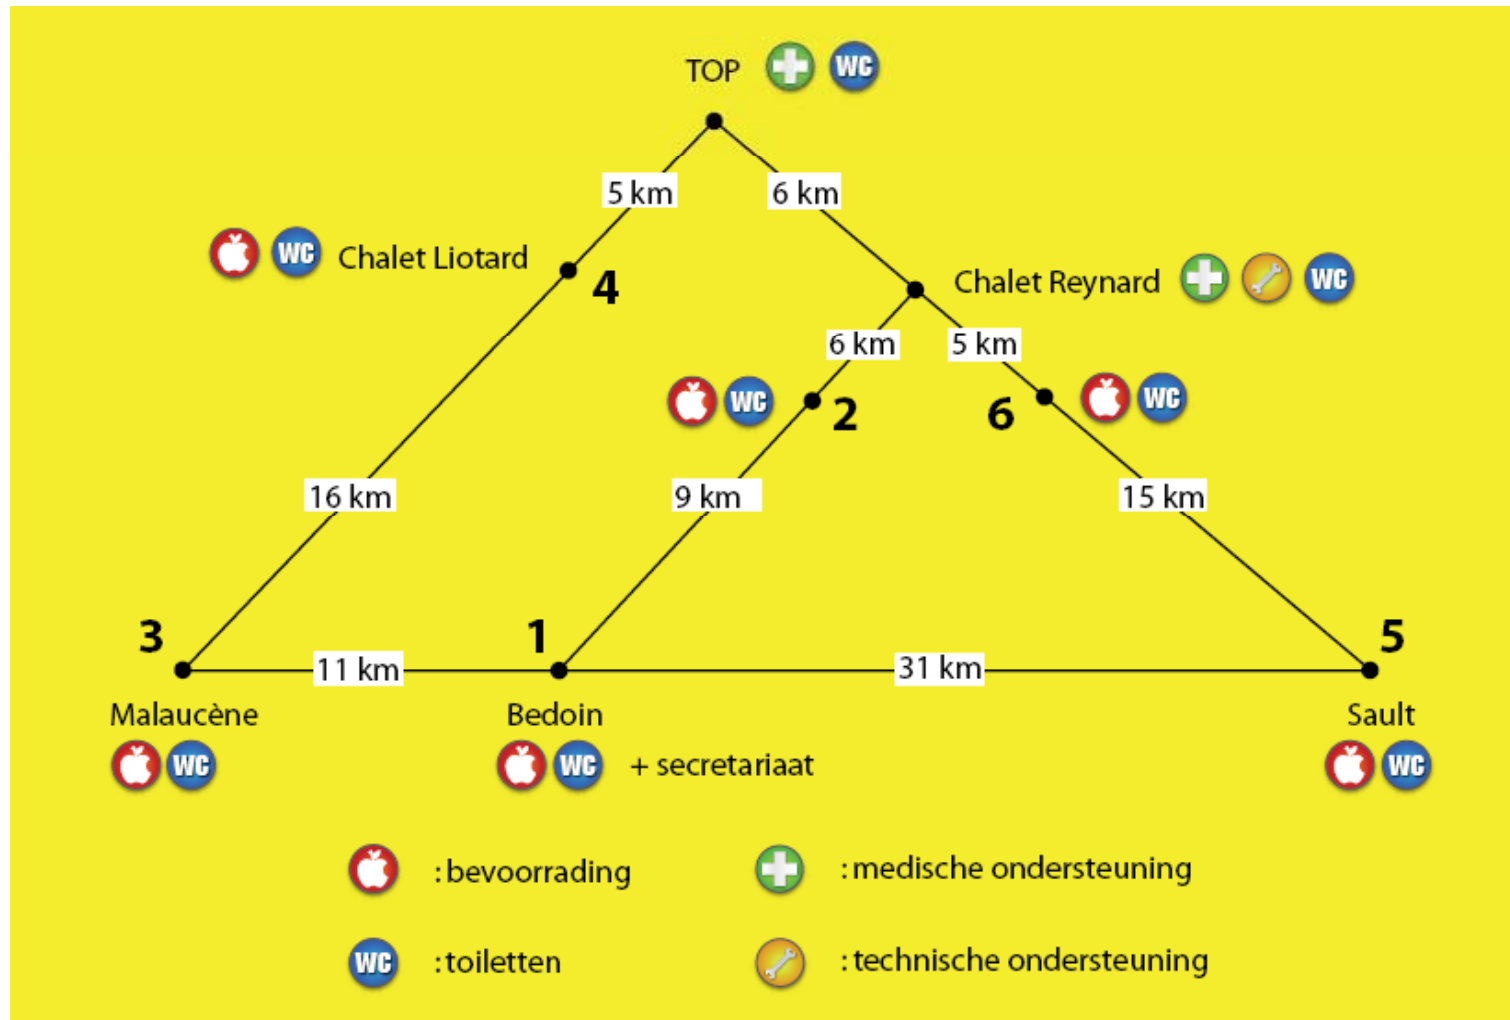 TOP WC
5 km
6 km
WC Chalet Liotard
4
Chalet Reynard WC
6 km
5 km
WC
2
6
WC
16 km
9 km
15 km
3
1
5
11 km
31 km
Malaucène
Bedoin
Sault
WC
WC + secretariaat
WC
: bevoorrading
: medische ondersteuning
WC : toiletten
: technische ondersteuning